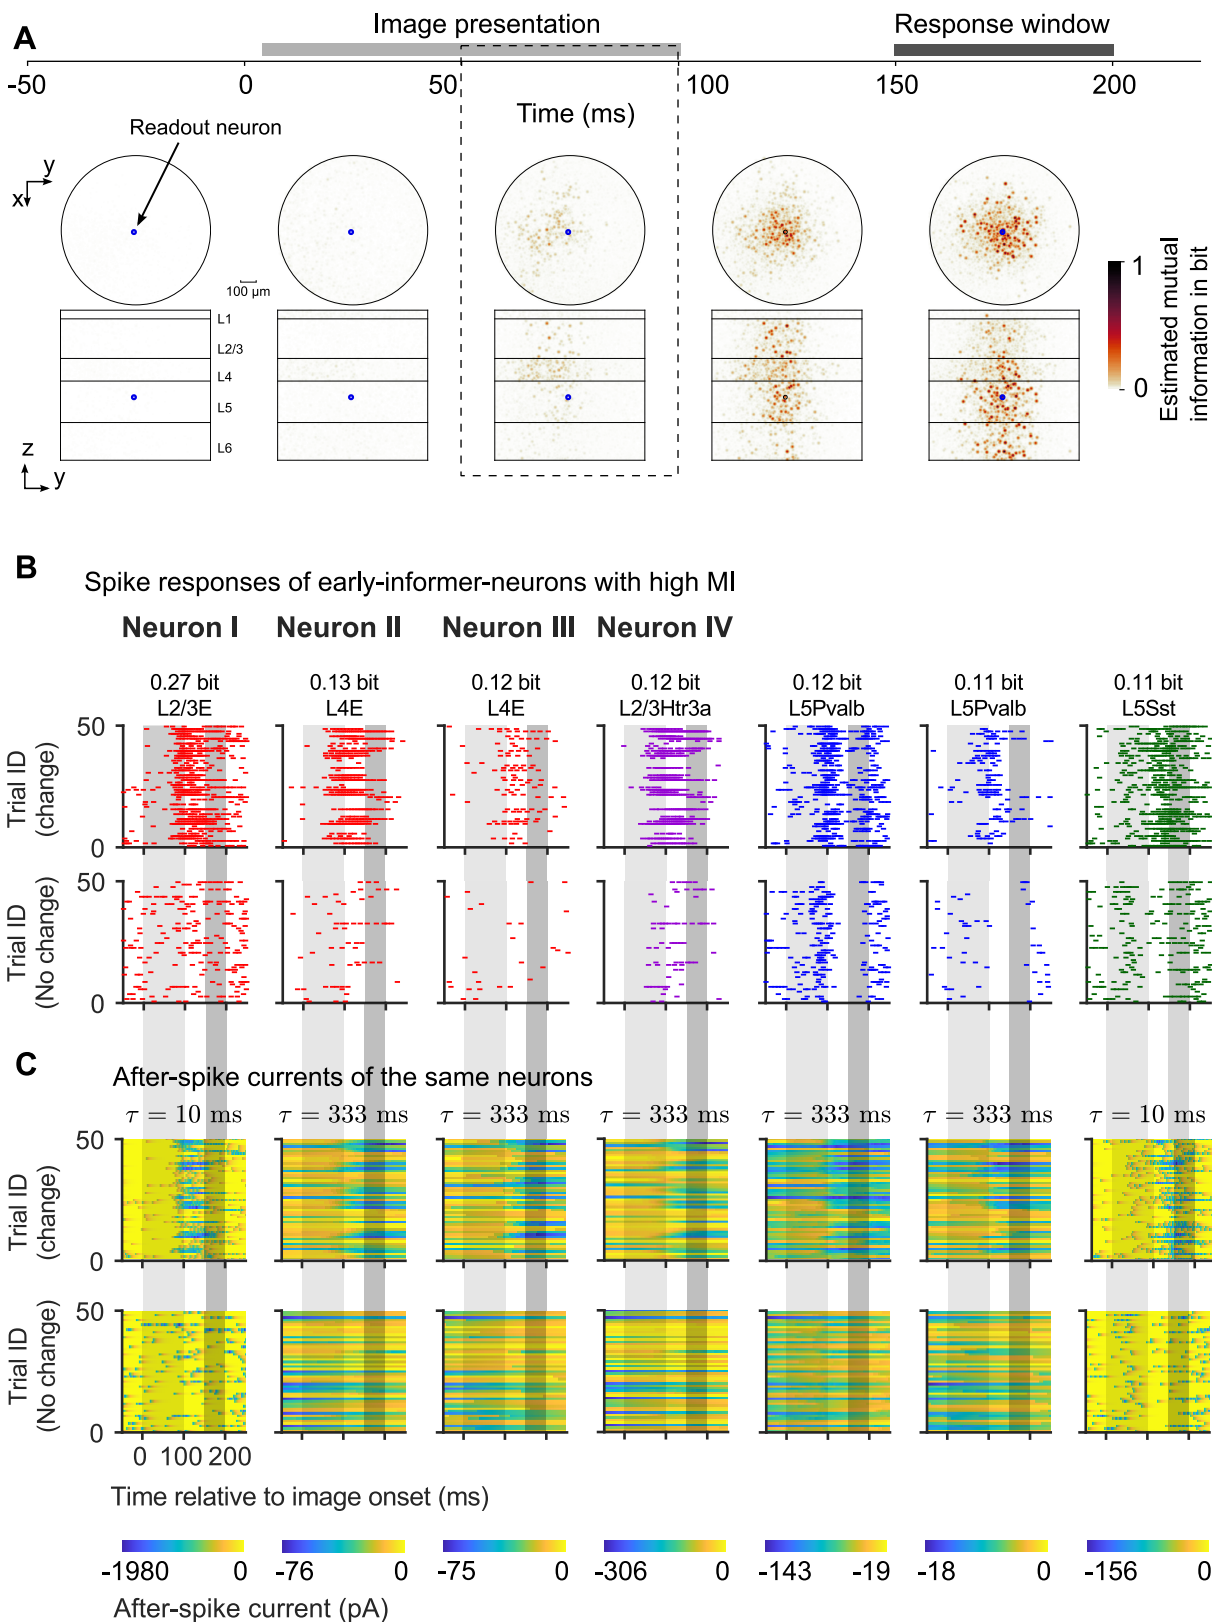 A
Image presentation
Response window
-50 0 50 100 150 200
Time (ms)
Readout neuron
y
x
100 µm
L1
L2/3
L4
L5
L6
z
y
1
0
Estimated mutual
information in bit
B
Spike responses of early-informer-neurons with high MI
Neuron I Neuron II Neuron III Neuron IV
0.27 bit 0.13 bit 0.12 bit 0.12 bit 0.12 bit 0.11 bit 0.11 bit
L2/3E L4E L4E L2/3Htr3a L5Pvalb L5Pvalb L5Sst
50
Trial ID
(change)
0
50
Trial ID
(No change)
0
C
After-spike currents of the same neurons
τ = 10 ms τ = 333 ms τ = 333 ms τ = 333 ms τ = 333 ms τ = 333 ms τ = 10 ms
50
Trial ID
(change)
0
50
Trial ID
(No change)
0
0 100 200
Time relative to image onset (ms)
-1980 0 -76 0 -75 0 -306 0 -143 -19 -18 0 -156 0
After-spike current (pA)